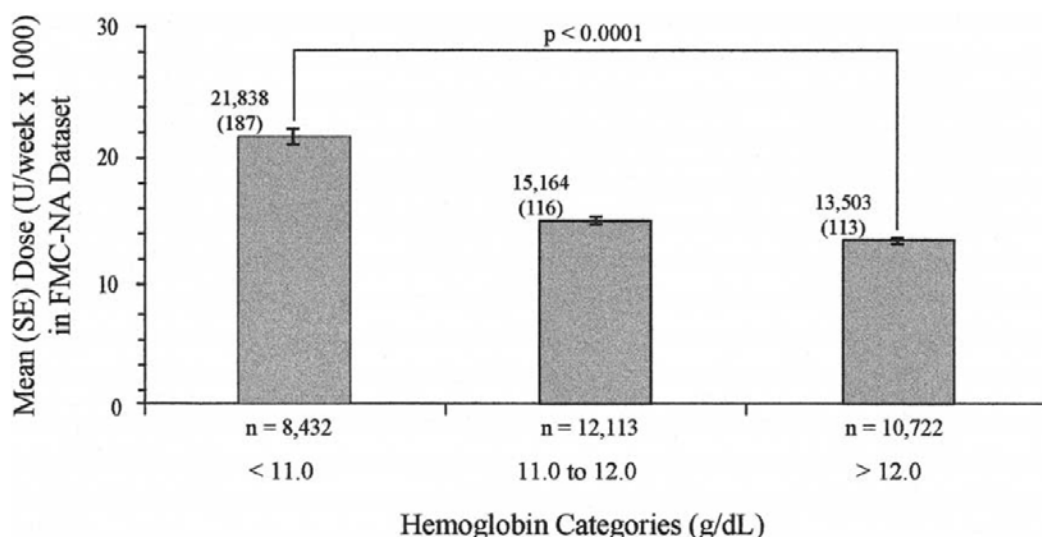 Mean (SE) Dose (U/week x 1000)
in FMC-NA Dataset
30
20
10
0
p < 0.0001
21,838
(187)
15,164
(116)
13,503
(113)
n = 8,432
n = 12,113
n = 10,722
< 11.0
11.0 to 12.0
> 12.0
Hemoglobin Categories (g/dL)